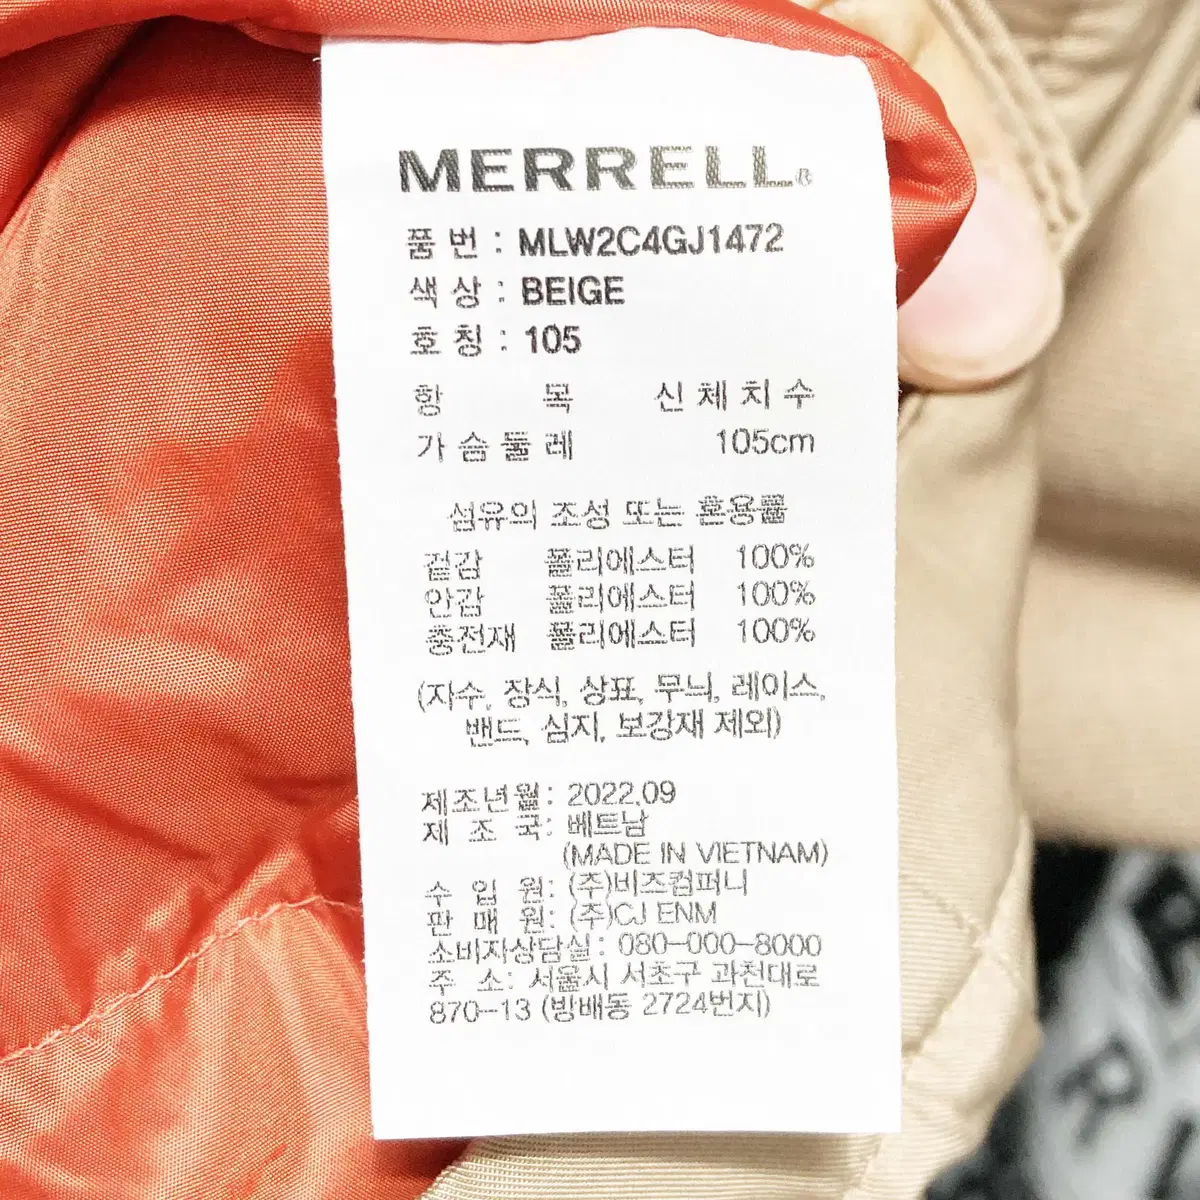 MERRELL®
품 번 : MLW2C4GJ1472
색 상 : BEIGE
호 칭 : 105
항 목 신 체 치 수
가 슴 둘 레 105cm
섬유의 조성 또는 혼용률
겉감 폴리에스터 100%
안감 폴리에스터 100%
충전재 폴리에스터 100%
(자수, 장식, 상표, 무늬, 레이스,
밴드, 심지, 보강재 제외)
제조년월: 2022.09
제 조 국: 베트남
(MADE IN VIETNAM)
수 입 원: (주)비즈컴퍼니
판 매 원: (주)CJ ENM
소비자상담실: 080-000-8000
주 소: 서울시 서초구 과천대로
870-13 (방배동 2724번지)